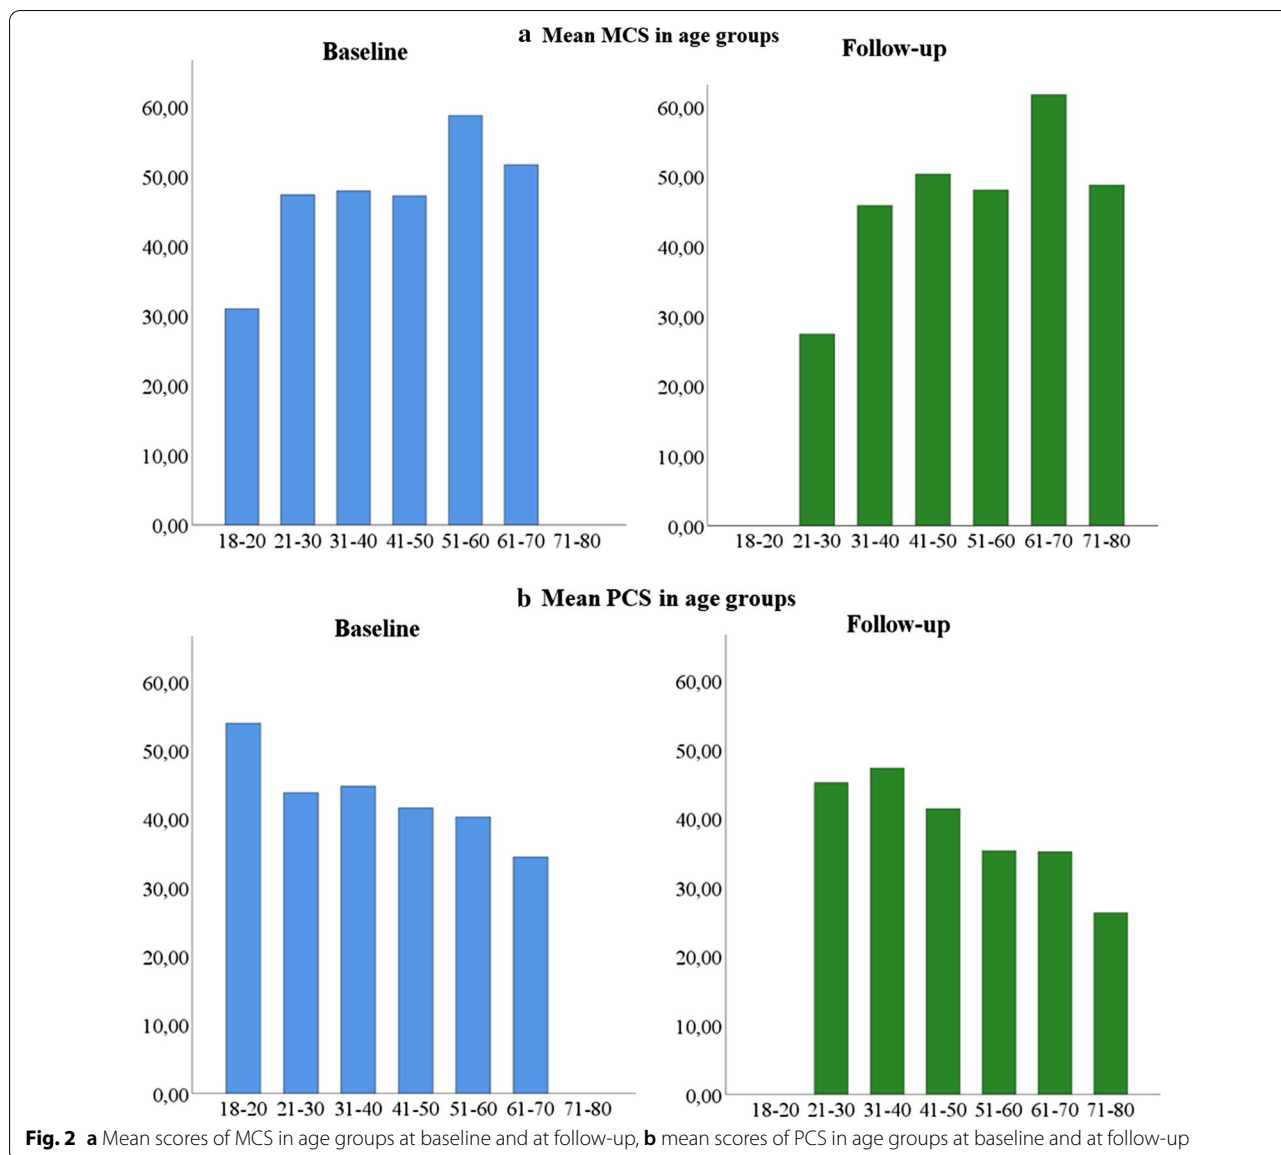 a Mean MCS in age groups
Baseline
Follow-up
60,00
50,00
40,00
30,00
20,00
10,00
0,00
18-20 21-30 31-40 41-50 51-60 61-70 71-80
60,00
50,00
40,00
30,00
20,00
10,00
0,00
18-20 21-30 31-40 41-50 51-60 61-70 71-80
b Mean PCS in age groups
Baseline
Follow-up
60,00
50,00
40,00
30,00
20,00
10,00
0,00
18-20 21-30 31-40 41-50 51-60 61-70 71-80
60,00
50,00
40,00
30,00
20,00
10,00
0,00
18-20 21-30 31-40 41-50 51-60 61-70 71-80
Fig. 2 a Mean scores of MCS in age groups at baseline and at follow-up, b mean scores of PCS in age groups at baseline and at follow-up